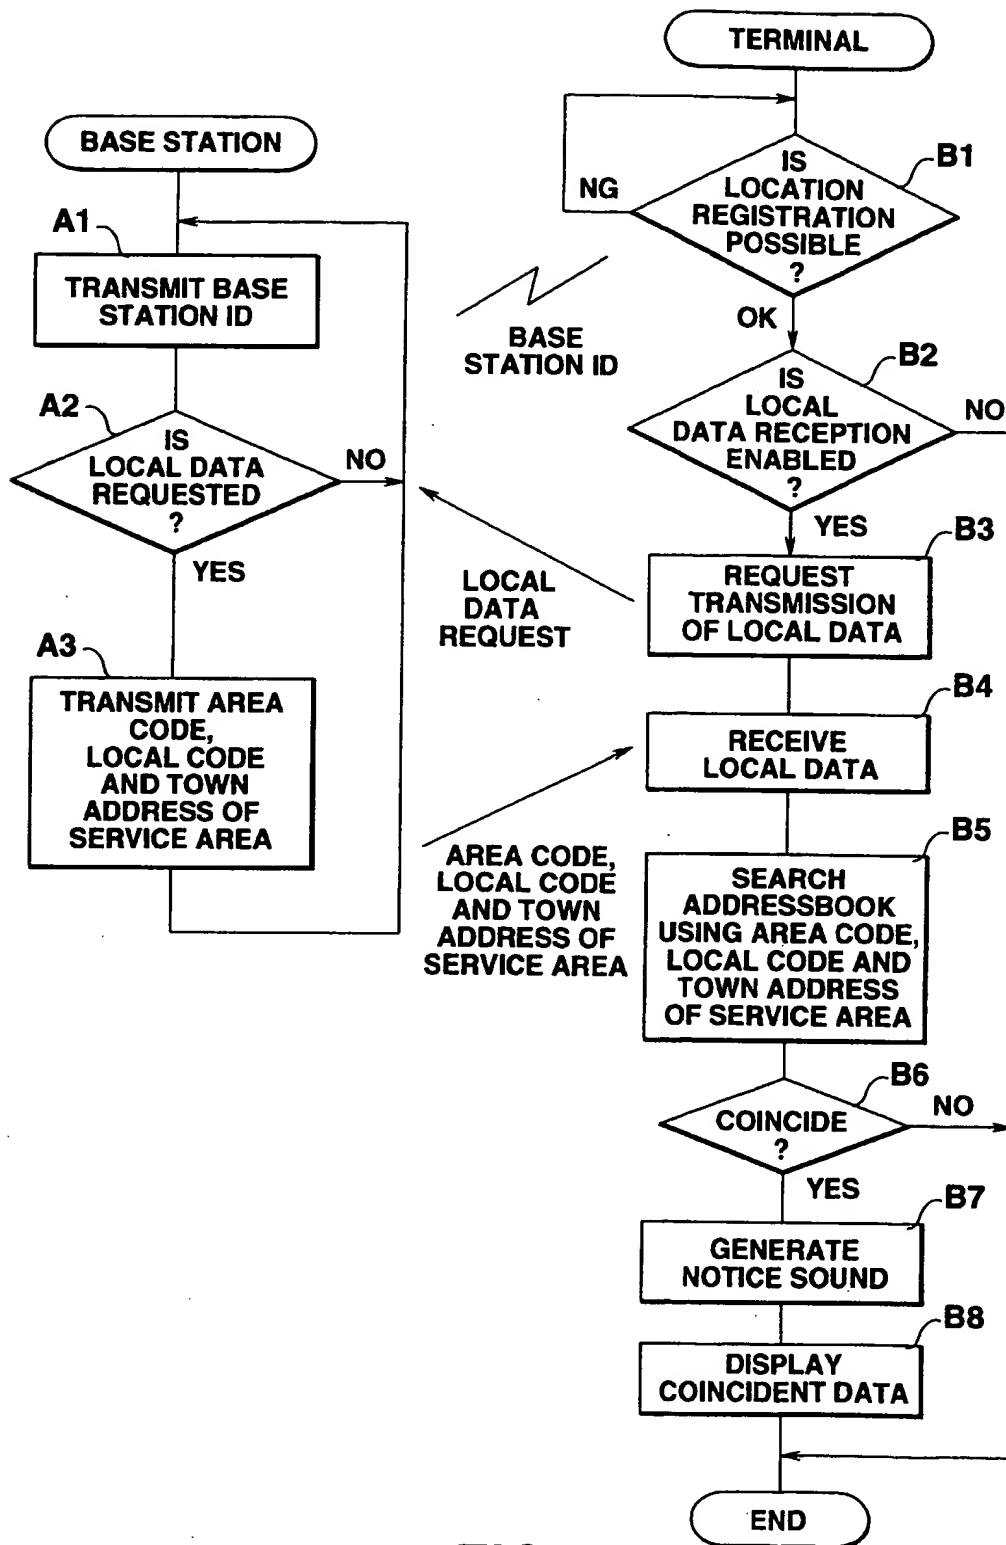 BASE STATION
A1
TRANSMIT BASE
STATION ID
A2
IS
LOCAL DATA
REQUESTED
?
NO
YES
A3
TRANSMIT AREA
CODE,
LOCAL CODE
AND TOWN
ADDRESS OF
SERVICE AREA
BASE
STATION ID
LOCAL
DATA
REQUEST
AREA CODE,
LOCAL CODE
AND TOWN
ADDRESS OF
SERVICE AREA
TERMINAL
B1
IS
LOCATION
REGISTRATION
POSSIBLE
?
NG
OK
B2
IS
LOCAL
DATA RECEPTION
ENABLED
?
NO
YES
B3
REQUEST
TRANSMISSION
OF LOCAL DATA
B4
RECEIVE
LOCAL DATA
B5
SEARCH
ADDRESSBOOK
USING AREA CODE,
LOCAL CODE AND
TOWN ADDRESS
OF SERVICE AREA
B6
COINCIDE
?
NO
YES
B7
GENERATE
NOTICE SOUND
B8
DISPLAY
COINCIDENT DATA
END